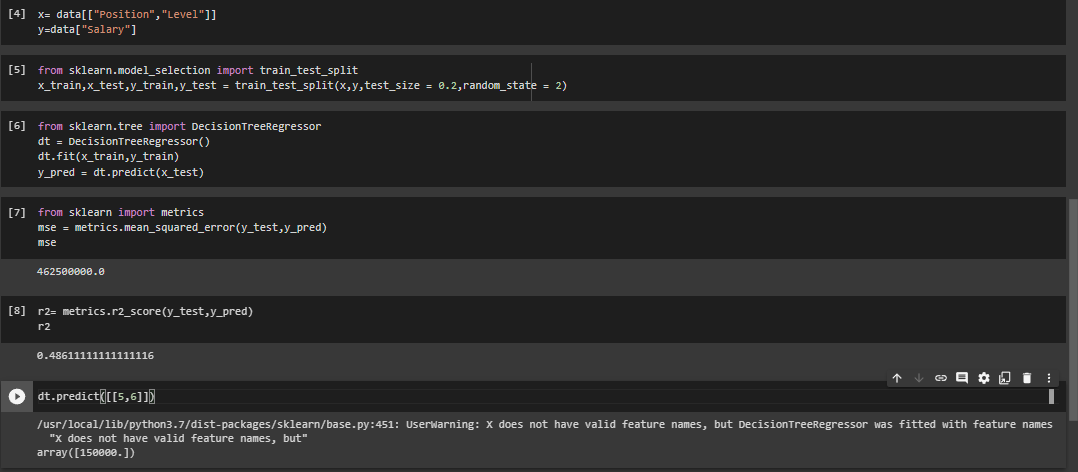 [4] x= data[["Position","Level"]]
y=data["Salary"]
[5] from sklearn.model_selection import train_test_split
x_train,x_test,y_train,y_test = train_test_split(x,y,test_size = 0.2,random_state = 2)
[6] from sklearn.tree import DecisionTreeRegressor
dt = DecisionTreeRegressor()
dt.fit(x_train,y_train)
y_pred = dt.predict(x_test)
[7] from sklearn import metrics
mse = metrics.mean_squared_error(y_test,y_pred)
mse
462500000.0
[8] r2= metrics.r2_score(y_test,y_pred)
r2
0.48611111111111116
dt.predict([[5,6]])
/usr/local/lib/python3.7/dist-packages/sklearn/base.py:451: UserWarning: X does not have valid feature names, but DecisionTreeRegressor was fitted with feature names
"X does not have valid feature names, but"
array([150000.])